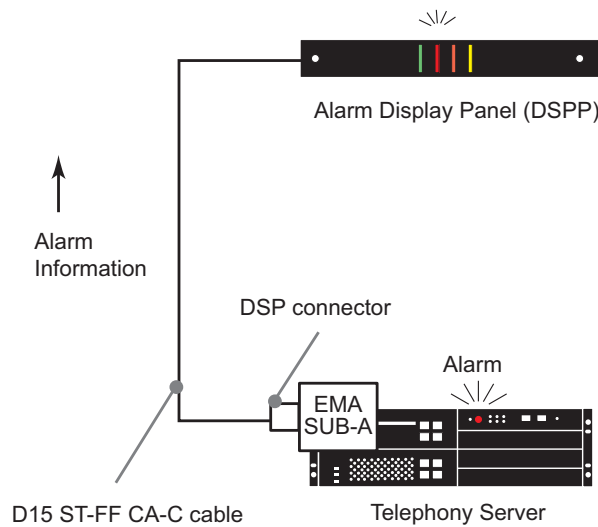 Alarm Display Panel (DSPP)
Alarm
Information
DSP connector
Alarm
EMA
SUB-A
D15 ST-FF CA-C cable
Telephony Server